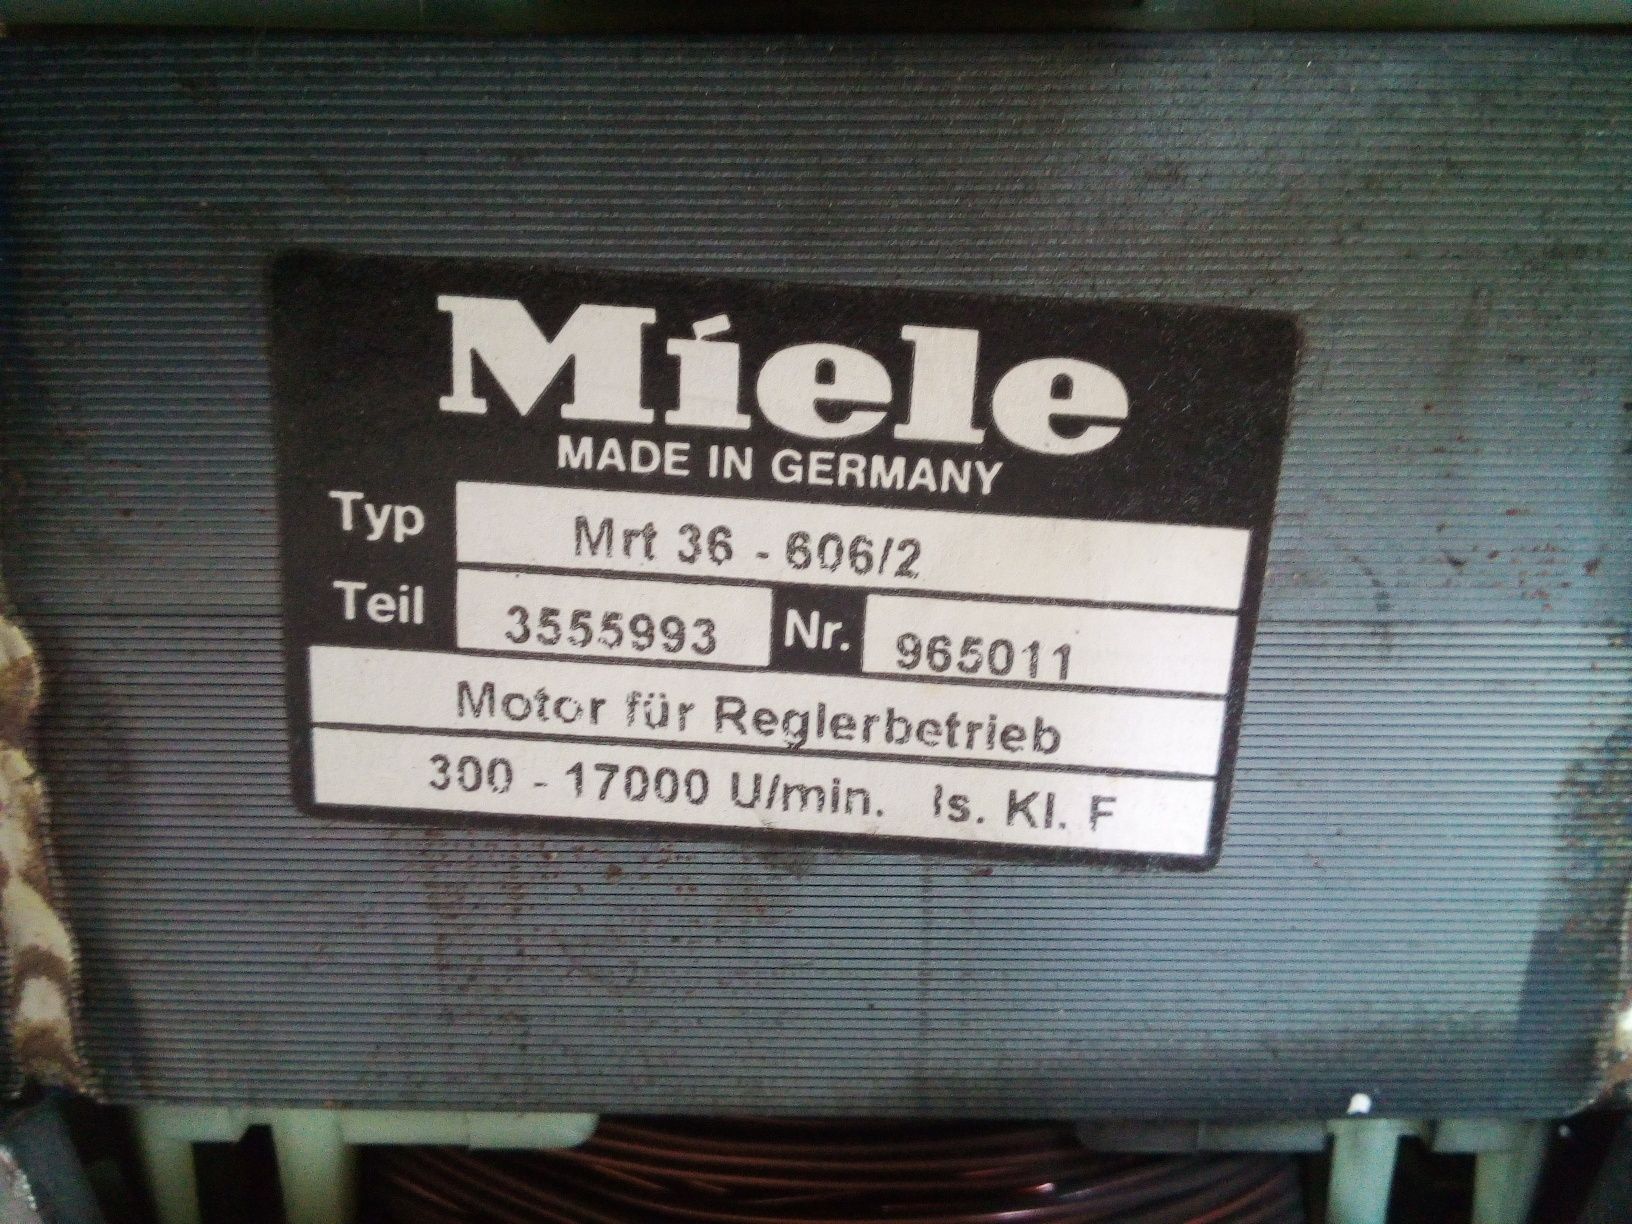 Miele
MADE IN GERMANY
Typ Mrt 36 - 606/2
Teil 3555993 Nr. 965011
Motor für Reglerbetrieb
300 - 17000 U/min. Is. Kl. F